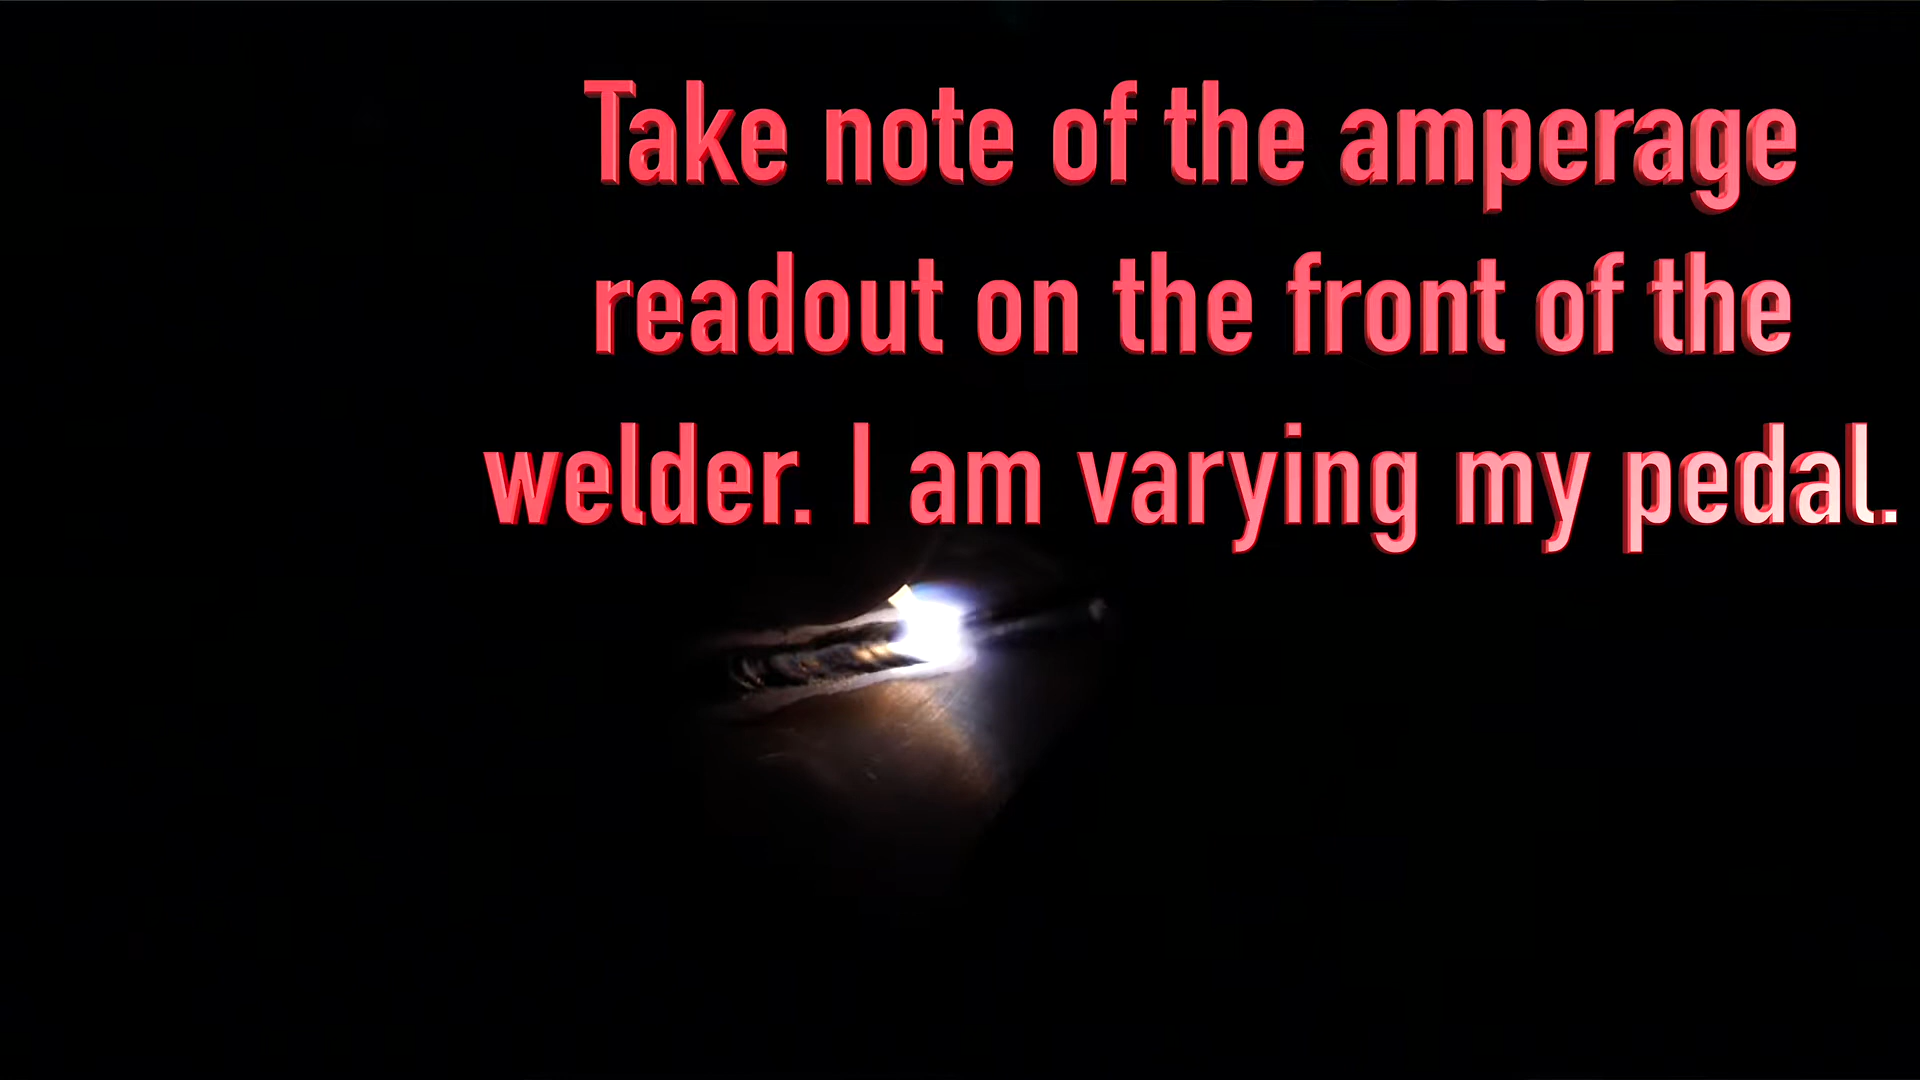 Take note of the amperage
readout on the front of the
welder. I am varying my pedal.